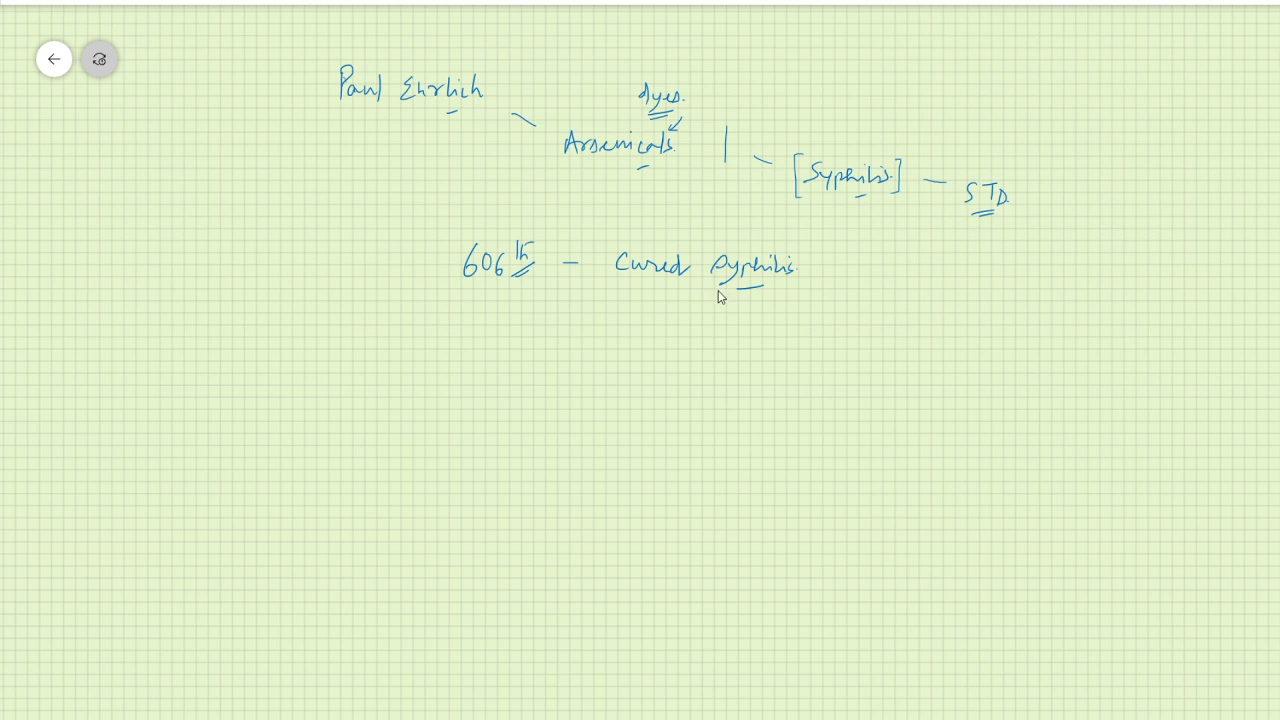 Paul Ehrlich
dyes.
Arsenicals.
[Syphilis.] - STD
606th - Cured syphilis.